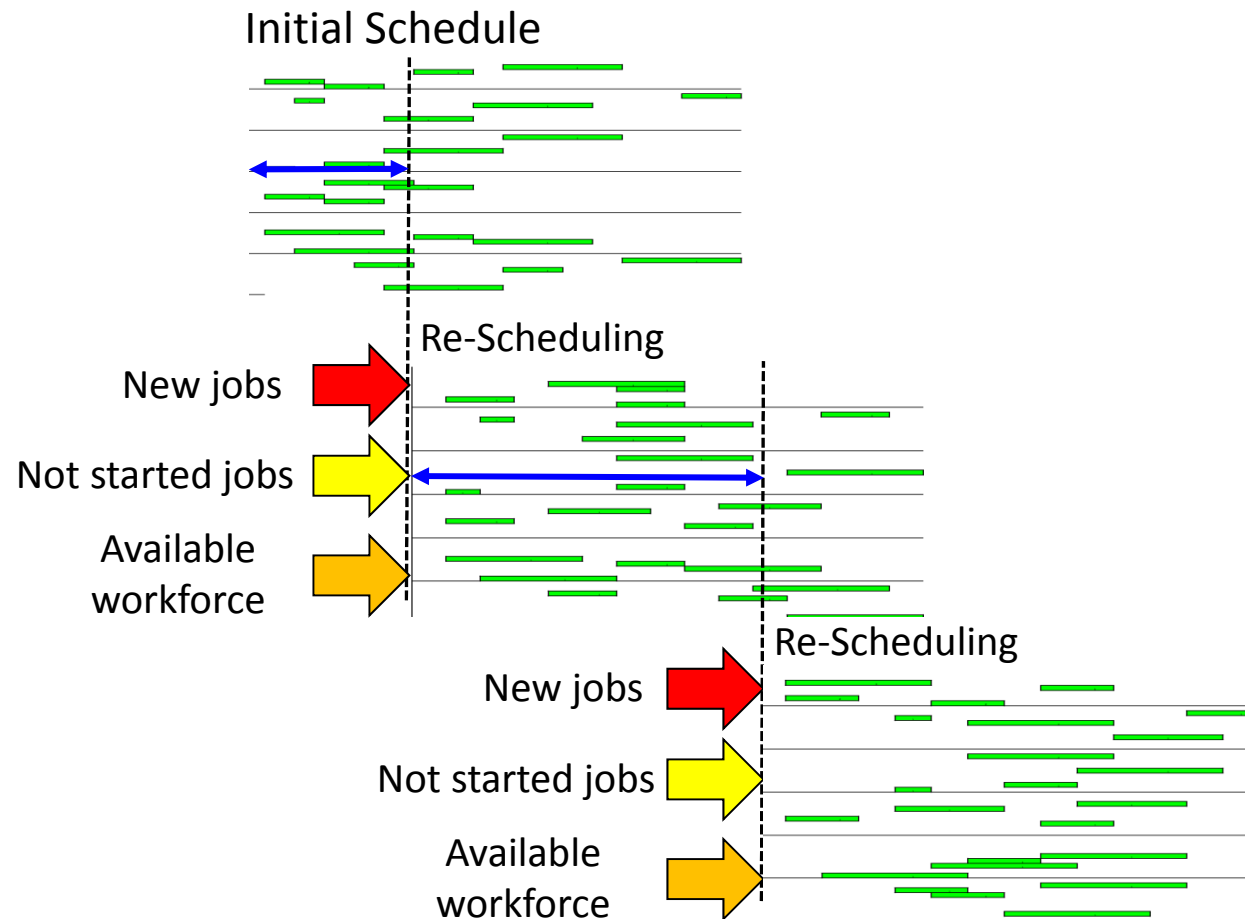 Initial Schedule
Re-Scheduling
New jobs
Not started jobs
Available
workforce
Re-Scheduling
New jobs
Not started jobs
Available
workforce